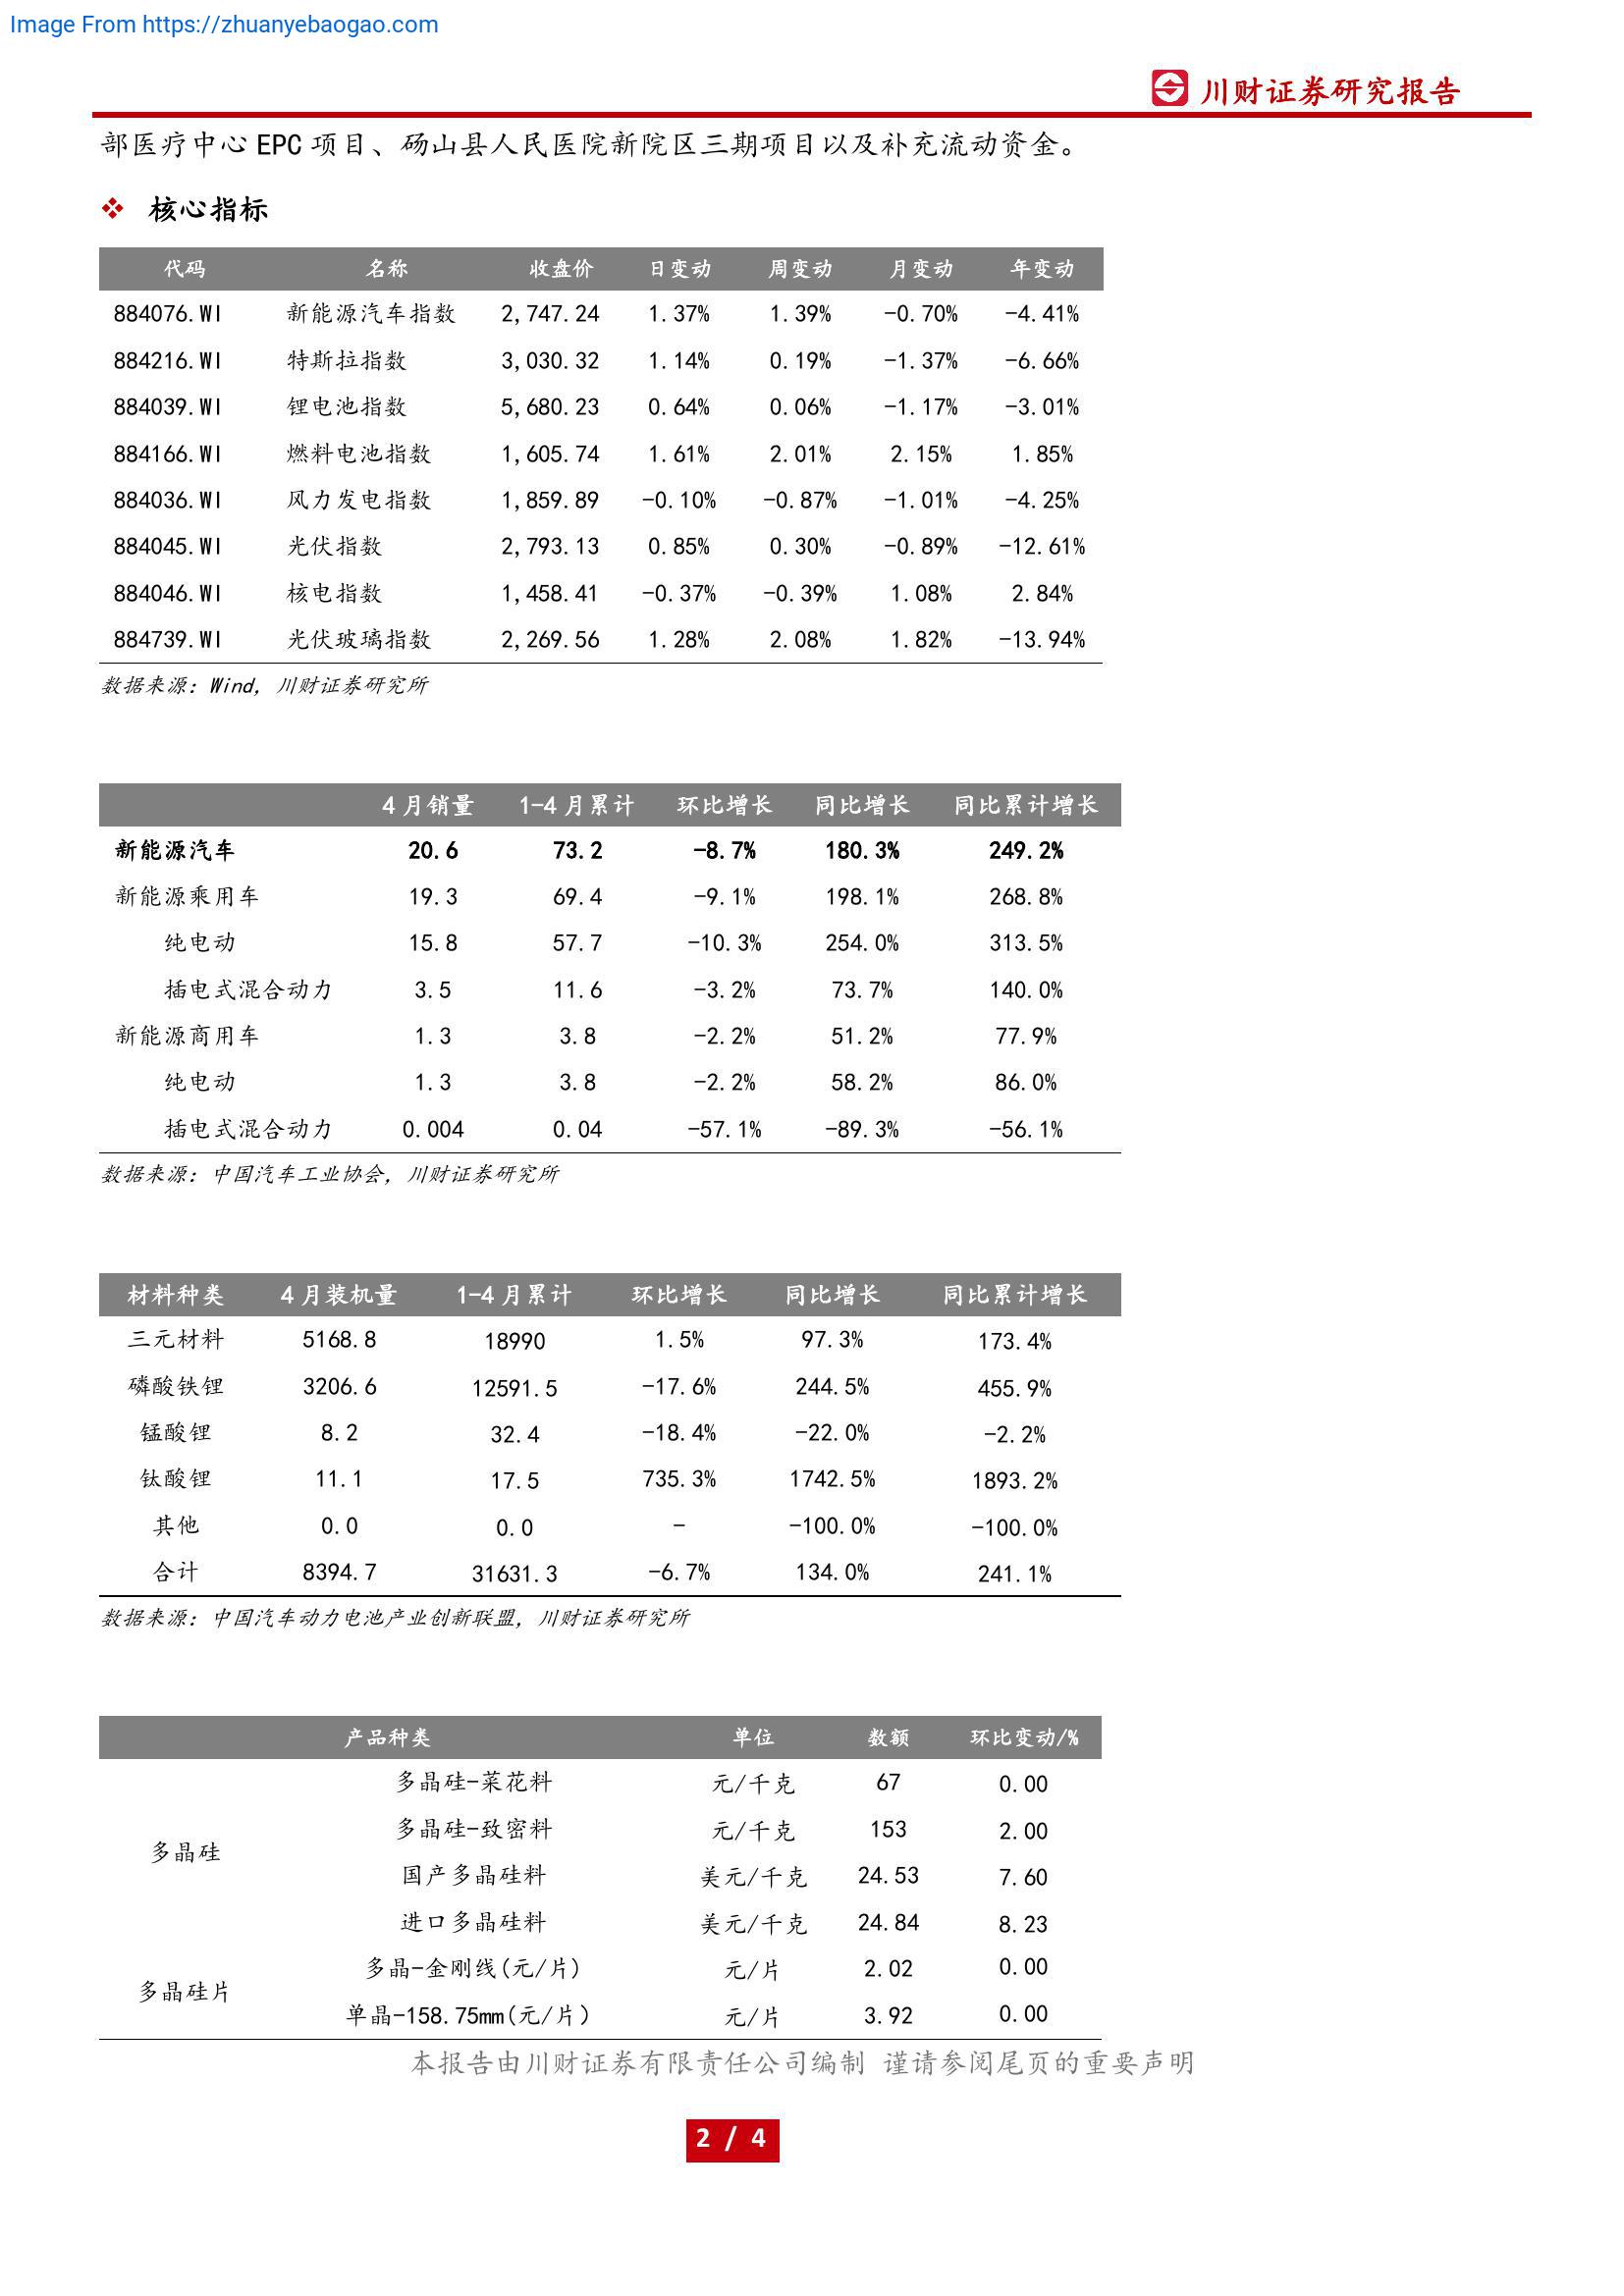 Image From https://zhuanyebaogao.com
川财证券研究报告
部医疗中心 EPC 项目、砀山县人民医院新院区三期项目以及补充流动资金。
❖ 核心指标
代码 名称 收盘价 日变动 周变动 月变动 年变动
884076.WI 新能源汽车指数 2,747.24 1.37% 1.39% -0.70% -4.41%
884216.WI 特斯拉指数 3,030.32 1.14% 0.19% -1.37% -6.66%
884039.WI 锂电池指数 5,680.23 0.64% 0.06% -1.17% -3.01%
884166.WI 燃料电池指数 1,605.74 1.61% 2.01% 2.15% 1.85%
884036.WI 风力发电指数 1,859.89 -0.10% -0.87% -1.01% -4.25%
884045.WI 光伏指数 2,793.13 0.85% 0.30% -0.89% -12.61%
884046.WI 核电指数 1,458.41 -0.37% -0.39% 1.08% 2.84%
884739.WI 光伏玻璃指数 2,269.56 1.28% 2.08% 1.82% -13.94%
数据来源：Wind，川财证券研究所
4月销量 1-4月累计 环比增长 同比增长 同比累计增长
新能源汽车 20.6 73.2 -8.7% 180.3% 249.2%
新能源乘用车 19.3 69.4 -9.1% 198.1% 268.8%
纯电动 15.8 57.7 -10.3% 254.0% 313.5%
插电式混合动力 3.5 11.6 -3.2% 73.7% 140.0%
新能源商用车 1.3 3.8 -2.2% 51.2% 77.9%
纯电动 1.3 3.8 -2.2% 58.2% 86.0%
插电式混合动力 0.004 0.04 -57.1% -89.3% -56.1%
数据来源：中国汽车工业协会，川财证券研究所
材料种类 4月装机量 1-4月累计 环比增长 同比增长 同比累计增长
三元材料 5168.8 18990 1.5% 97.3% 173.4%
磷酸铁锂 3206.6 12591.5 -17.6% 244.5% 455.9%
锰酸锂 8.2 32.4 -18.4% -22.0% -2.2%
钛酸锂 11.1 17.5 735.3% 1742.5% 1893.2%
其他 0.0 0.0 - -100.0% -100.0%
合计 8394.7 31631.3 -6.7% 134.0% 241.1%
数据来源：中国汽车动力电池产业创新联盟，川财证券研究所
产品种类 单位 数额 环比变动/%
多晶硅
多晶硅-菜花料 元/千克 67 0.00
多晶硅-致密料 元/千克 153 2.00
国产多晶硅料 美元/千克 24.53 7.60
进口多晶硅料 美元/千克 24.84 8.23
多晶硅片
多晶-金刚线(元/片) 元/片 2.02 0.00
单晶-158.75mm(元/片) 元/片 3.92 0.00
本报告由川财证券有限责任公司编制 谨请参阅尾页的重要声明
2 / 4